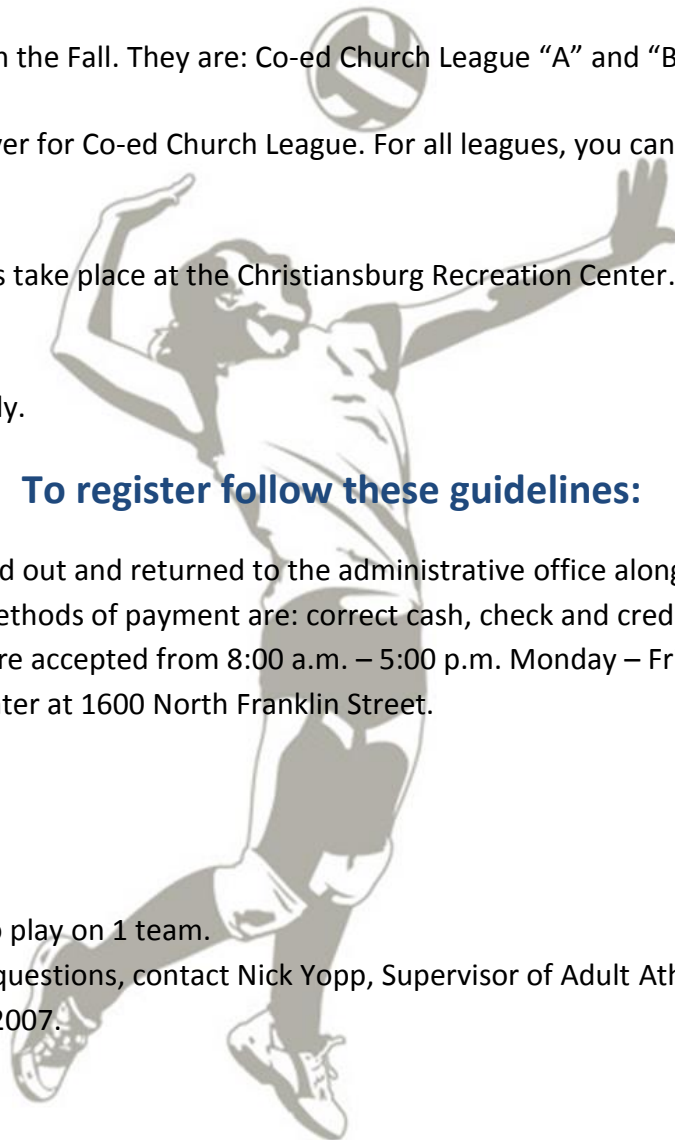 n the Fall. They are: Co-ed Church League “A” and “B
yer for Co-ed Church League. For all leagues, you can
s take place at the Christiansburg Recreation Center.
ly.
To register follow these guidelines:
d out and returned to the administrative office along
ethods of payment are: correct cash, check and cred
re accepted from 8:00 a.m. – 5:00 p.m. Monday – Fr
ter at 1600 North Franklin Street.
o play on 1 team.
questions, contact Nick Yopp, Supervisor of Adult Ath
2007.